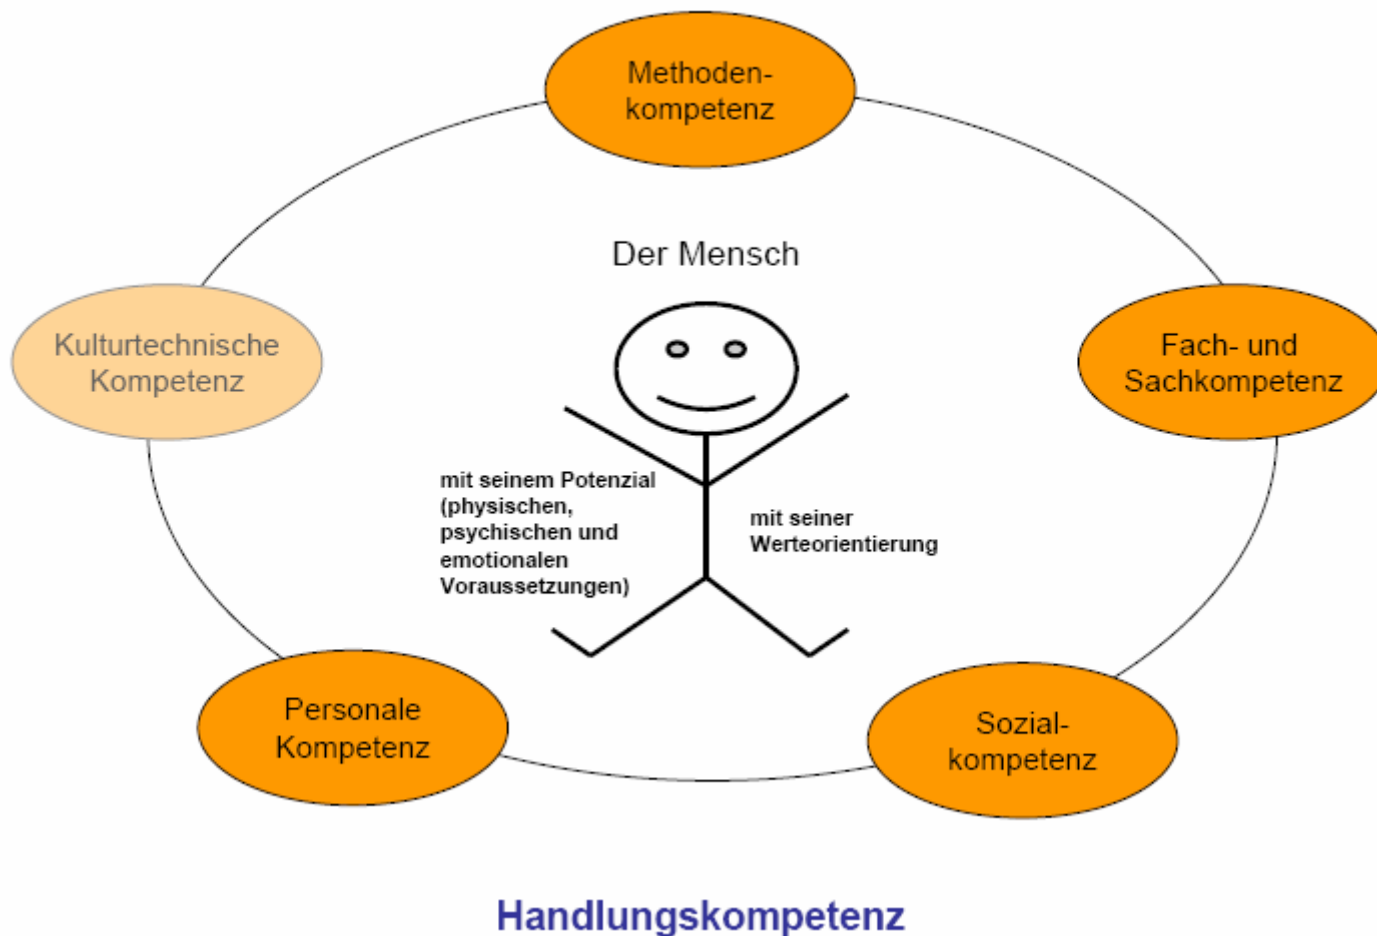 Methoden-
kompetenz
Der Mensch
Kulturtechnische
Kompetenz
Fach- und
Sachkompetenz
mit seinem Potenzial
(physischen,
psychischen und
emotionalen
Voraussetzungen)
mit seiner
Werteorientierung
Personale
Kompetenz
Sozial-
kompetenz
Handlungskompetenz